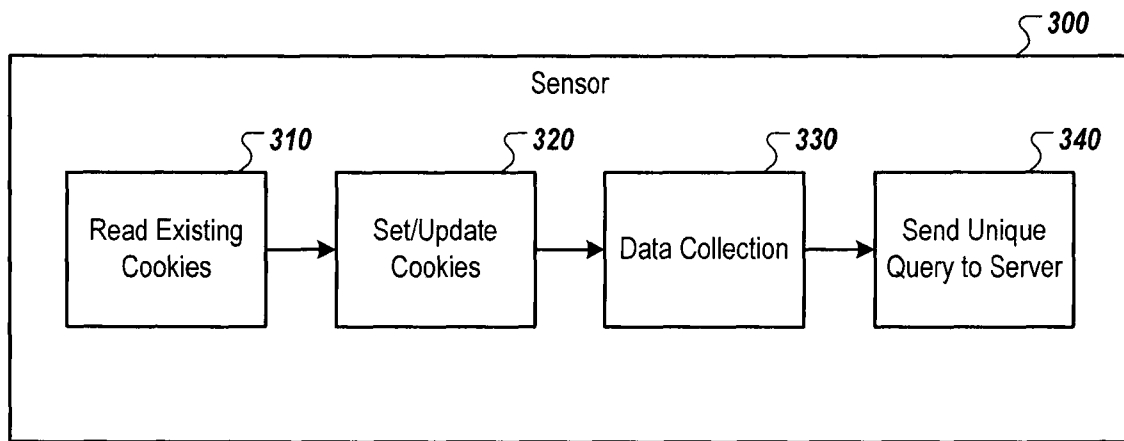 300
Sensor
310
320
330
340
Read Existing
Cookies
Set/Update
Cookies
Data Collection
Send Unique
Query to Server